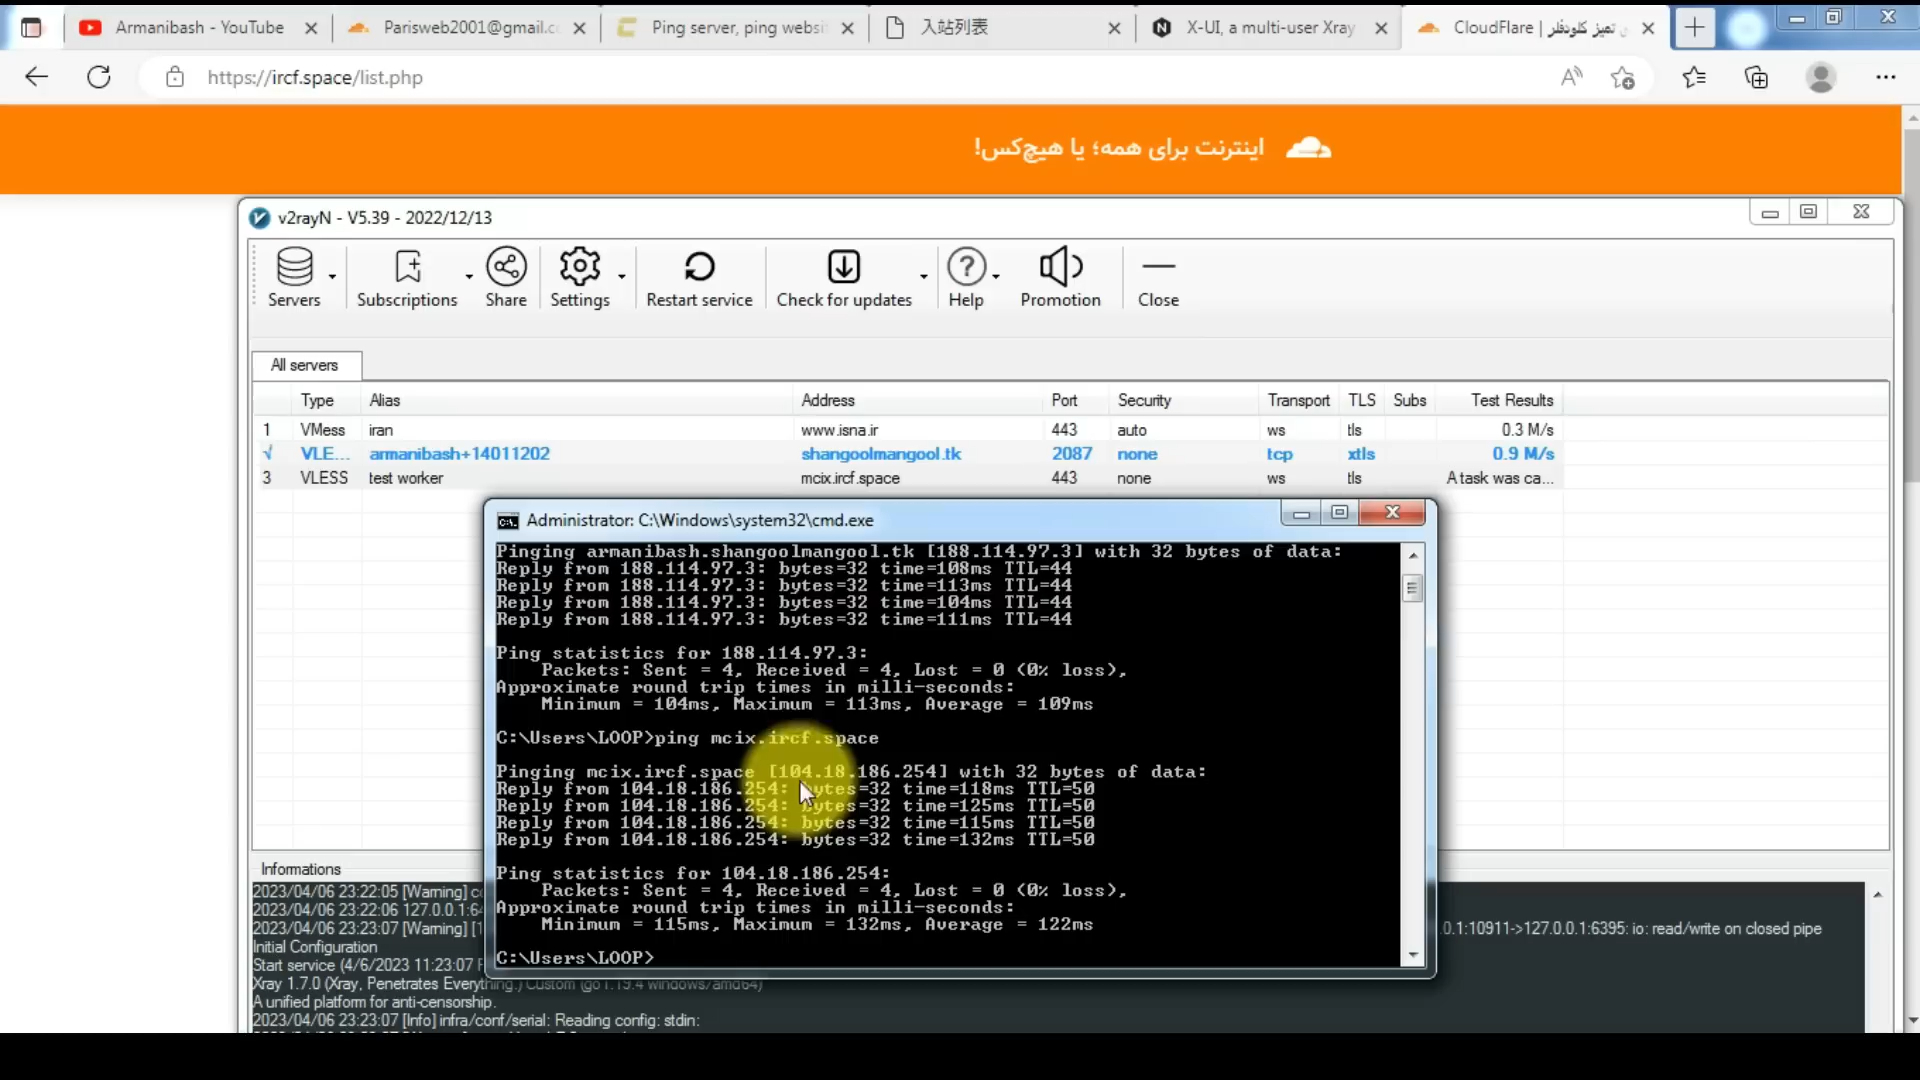 Armanibash - YouTube
Parisweb2001@gmail.c
Ping server, ping websi
入站列表
X-UI, a multi-user Xray
CloudFlare | ی تمیز کلودفلر
https://ircf.space/list.php
اینترنت برای همه؛ یا هیچ‌کس!
v2rayN - V5.39 - 2022/12/13
Servers
Subscriptions
Share
Settings
Restart service
Check for updates
Help
Promotion
Close
All servers
Type Alias Address Port Security Transport TLS Subs Test Results
1 VMess iran www.isna.ir 443 auto ws tls 0.3 M/s
√ VLE... armanibash+14011202 shangoolmangool.tk 2087 none tcp xtls 0.9 M/s
3 VLESS test worker mcix.ircf.space 443 none ws tls A task was ca...
Administrator: C:\Windows\system32\cmd.exe
Pinging armanibash.shangoolmangool.tk [188.114.97.3] with 32 bytes of data:
Reply from 188.114.97.3: bytes=32 time=108ms TTL=44
Reply from 188.114.97.3: bytes=32 time=113ms TTL=44
Reply from 188.114.97.3: bytes=32 time=104ms TTL=44
Reply from 188.114.97.3: bytes=32 time=111ms TTL=44
Ping statistics for 188.114.97.3:
Packets: Sent = 4, Received = 4, Lost = 0 (0% loss),
Approximate round trip times in milli-seconds:
Minimum = 104ms, Maximum = 113ms, Average = 109ms
C:\Users\LOOP>ping mcix.ircf.space
Pinging mcix.ircf.space [104.18.186.254] with 32 bytes of data:
Reply from 104.18.186.254: bytes=32 time=118ms TTL=50
Reply from 104.18.186.254: bytes=32 time=125ms TTL=50
Reply from 104.18.186.254: bytes=32 time=115ms TTL=50
Reply from 104.18.186.254: bytes=32 time=132ms TTL=50
Ping statistics for 104.18.186.254:
Packets: Sent = 4, Received = 4, Lost = 0 (0% loss),
Approximate round trip times in milli-seconds:
Minimum = 115ms, Maximum = 132ms, Average = 122ms
C:\Users\LOOP>
Informations
2023/04/06 23:22:05 [Warning] c
2023/04/06 23:22:06 127.0.0.1:64
2023/04/06 23:23:07 [Warning] [1 0.1:10911->127.0.0.1:6395: io: read/write on closed pipe
Initial Configuration
Start service (4/6/2023 11:23:07
Xray 1.7.0 (Xray, Penetrates Everything.) Custom (go1.19.4 windows/amd64)
A unified platform for anti-censorship.
2023/04/06 23:23:07 [Info] infra/conf/serial: Reading config: stdin: